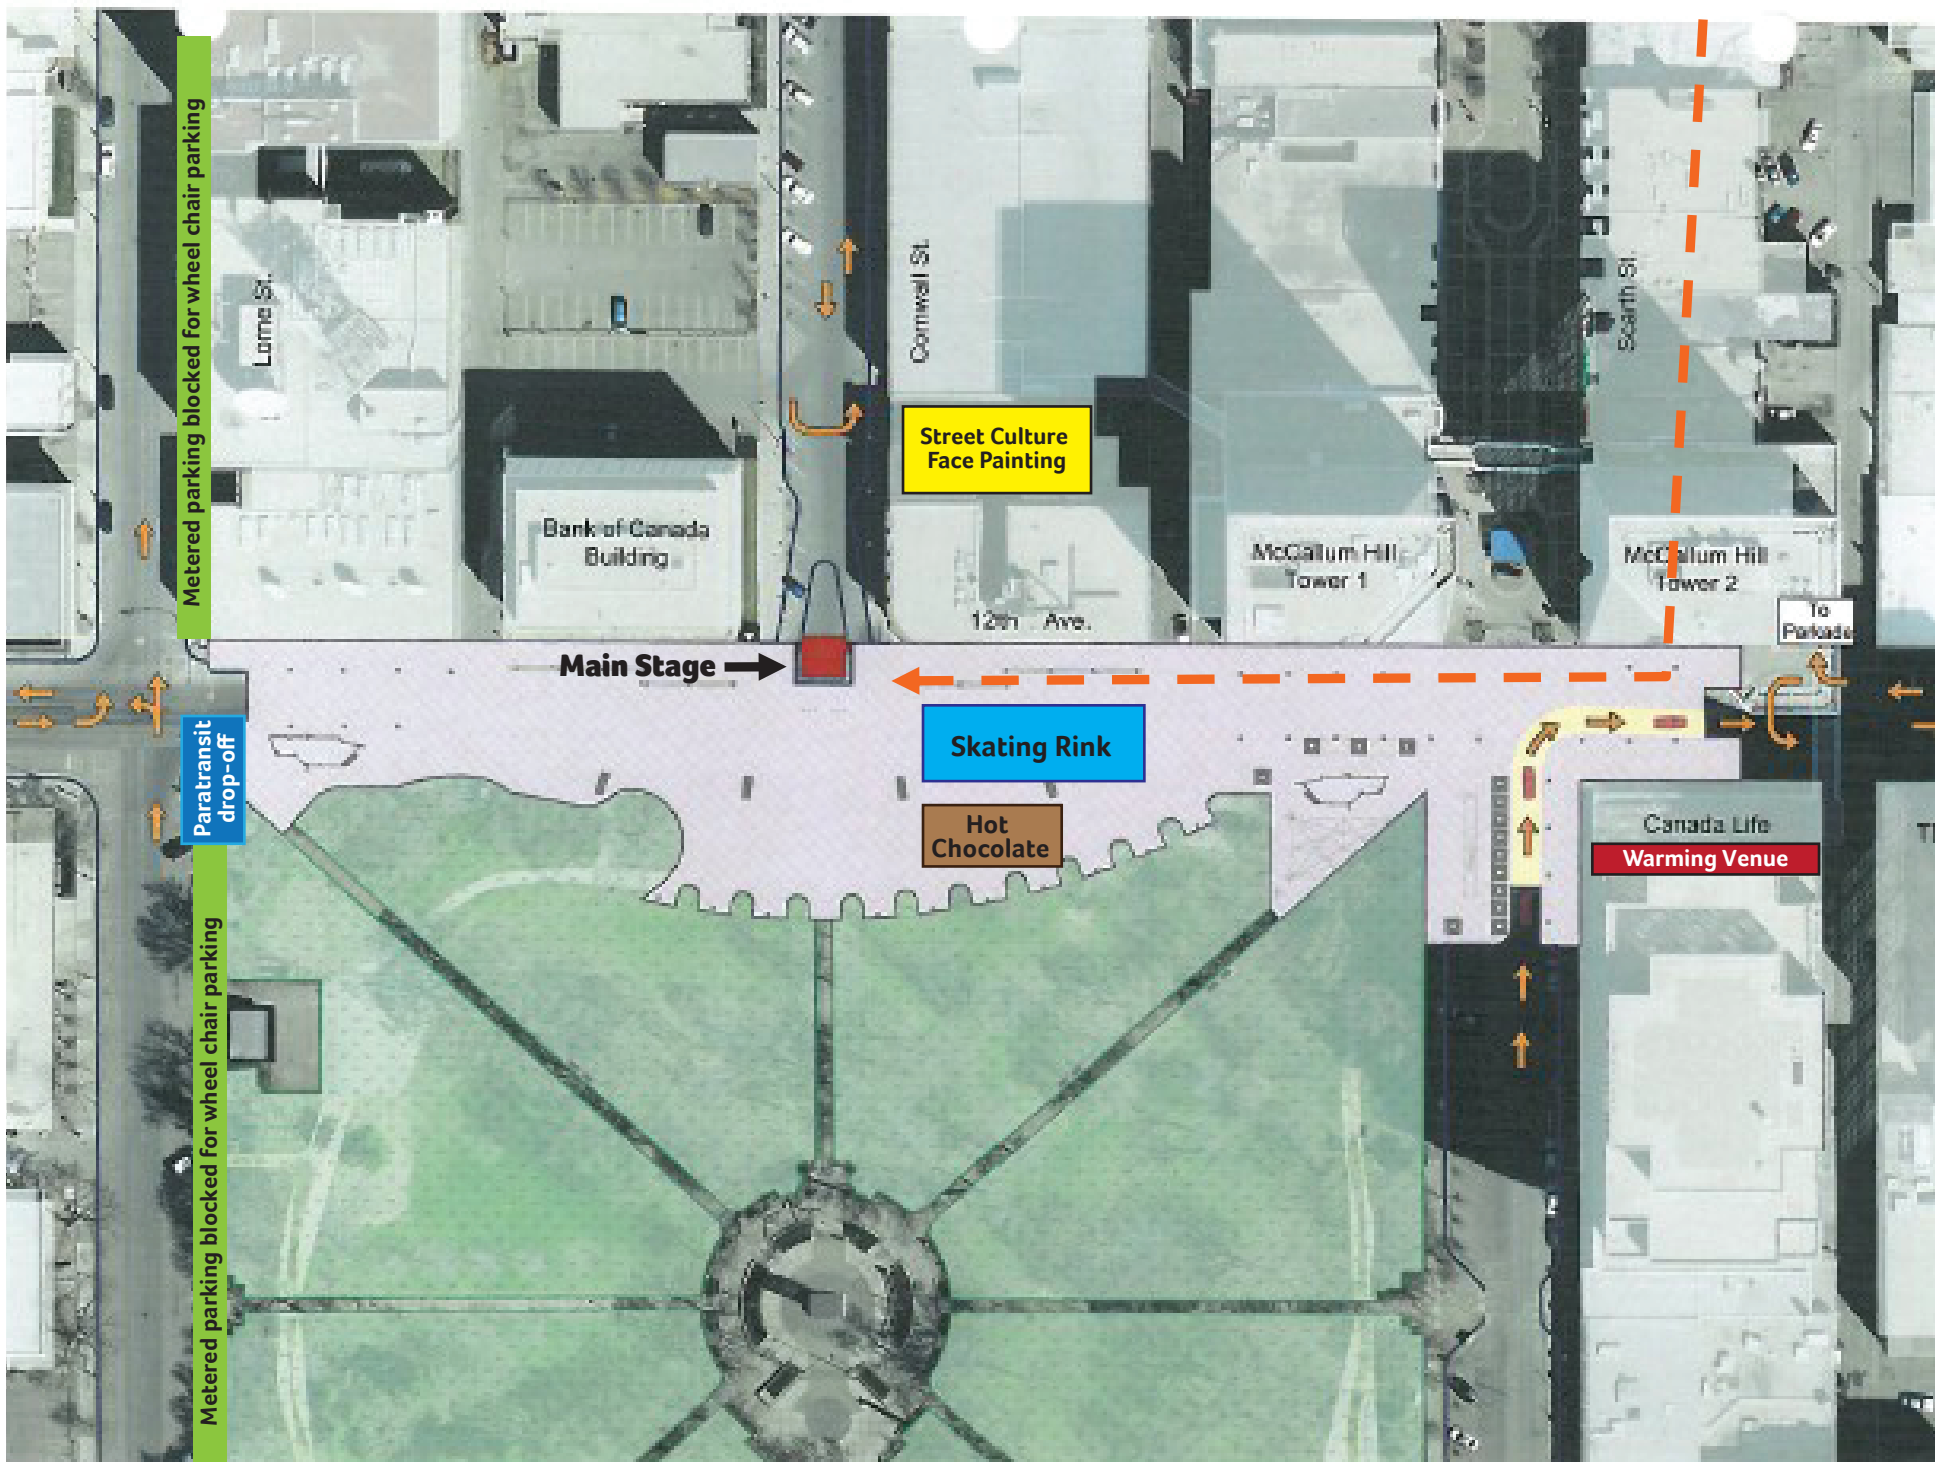 Metered parking blocked for wheel chair parking
Lorne St.
Cornwall St.
Scarth St.
Street Culture
Face Painting
Bank of Canada
Building
McCallum Hill
Tower 1
McCallum Hill
Tower 2
12th Ave.
To
Parkade
Main Stage
Paratransit
drop-off
Skating Rink
Hot
Chocolate
Canada Life
Warming Venue
Metered parking blocked for wheel chair parking